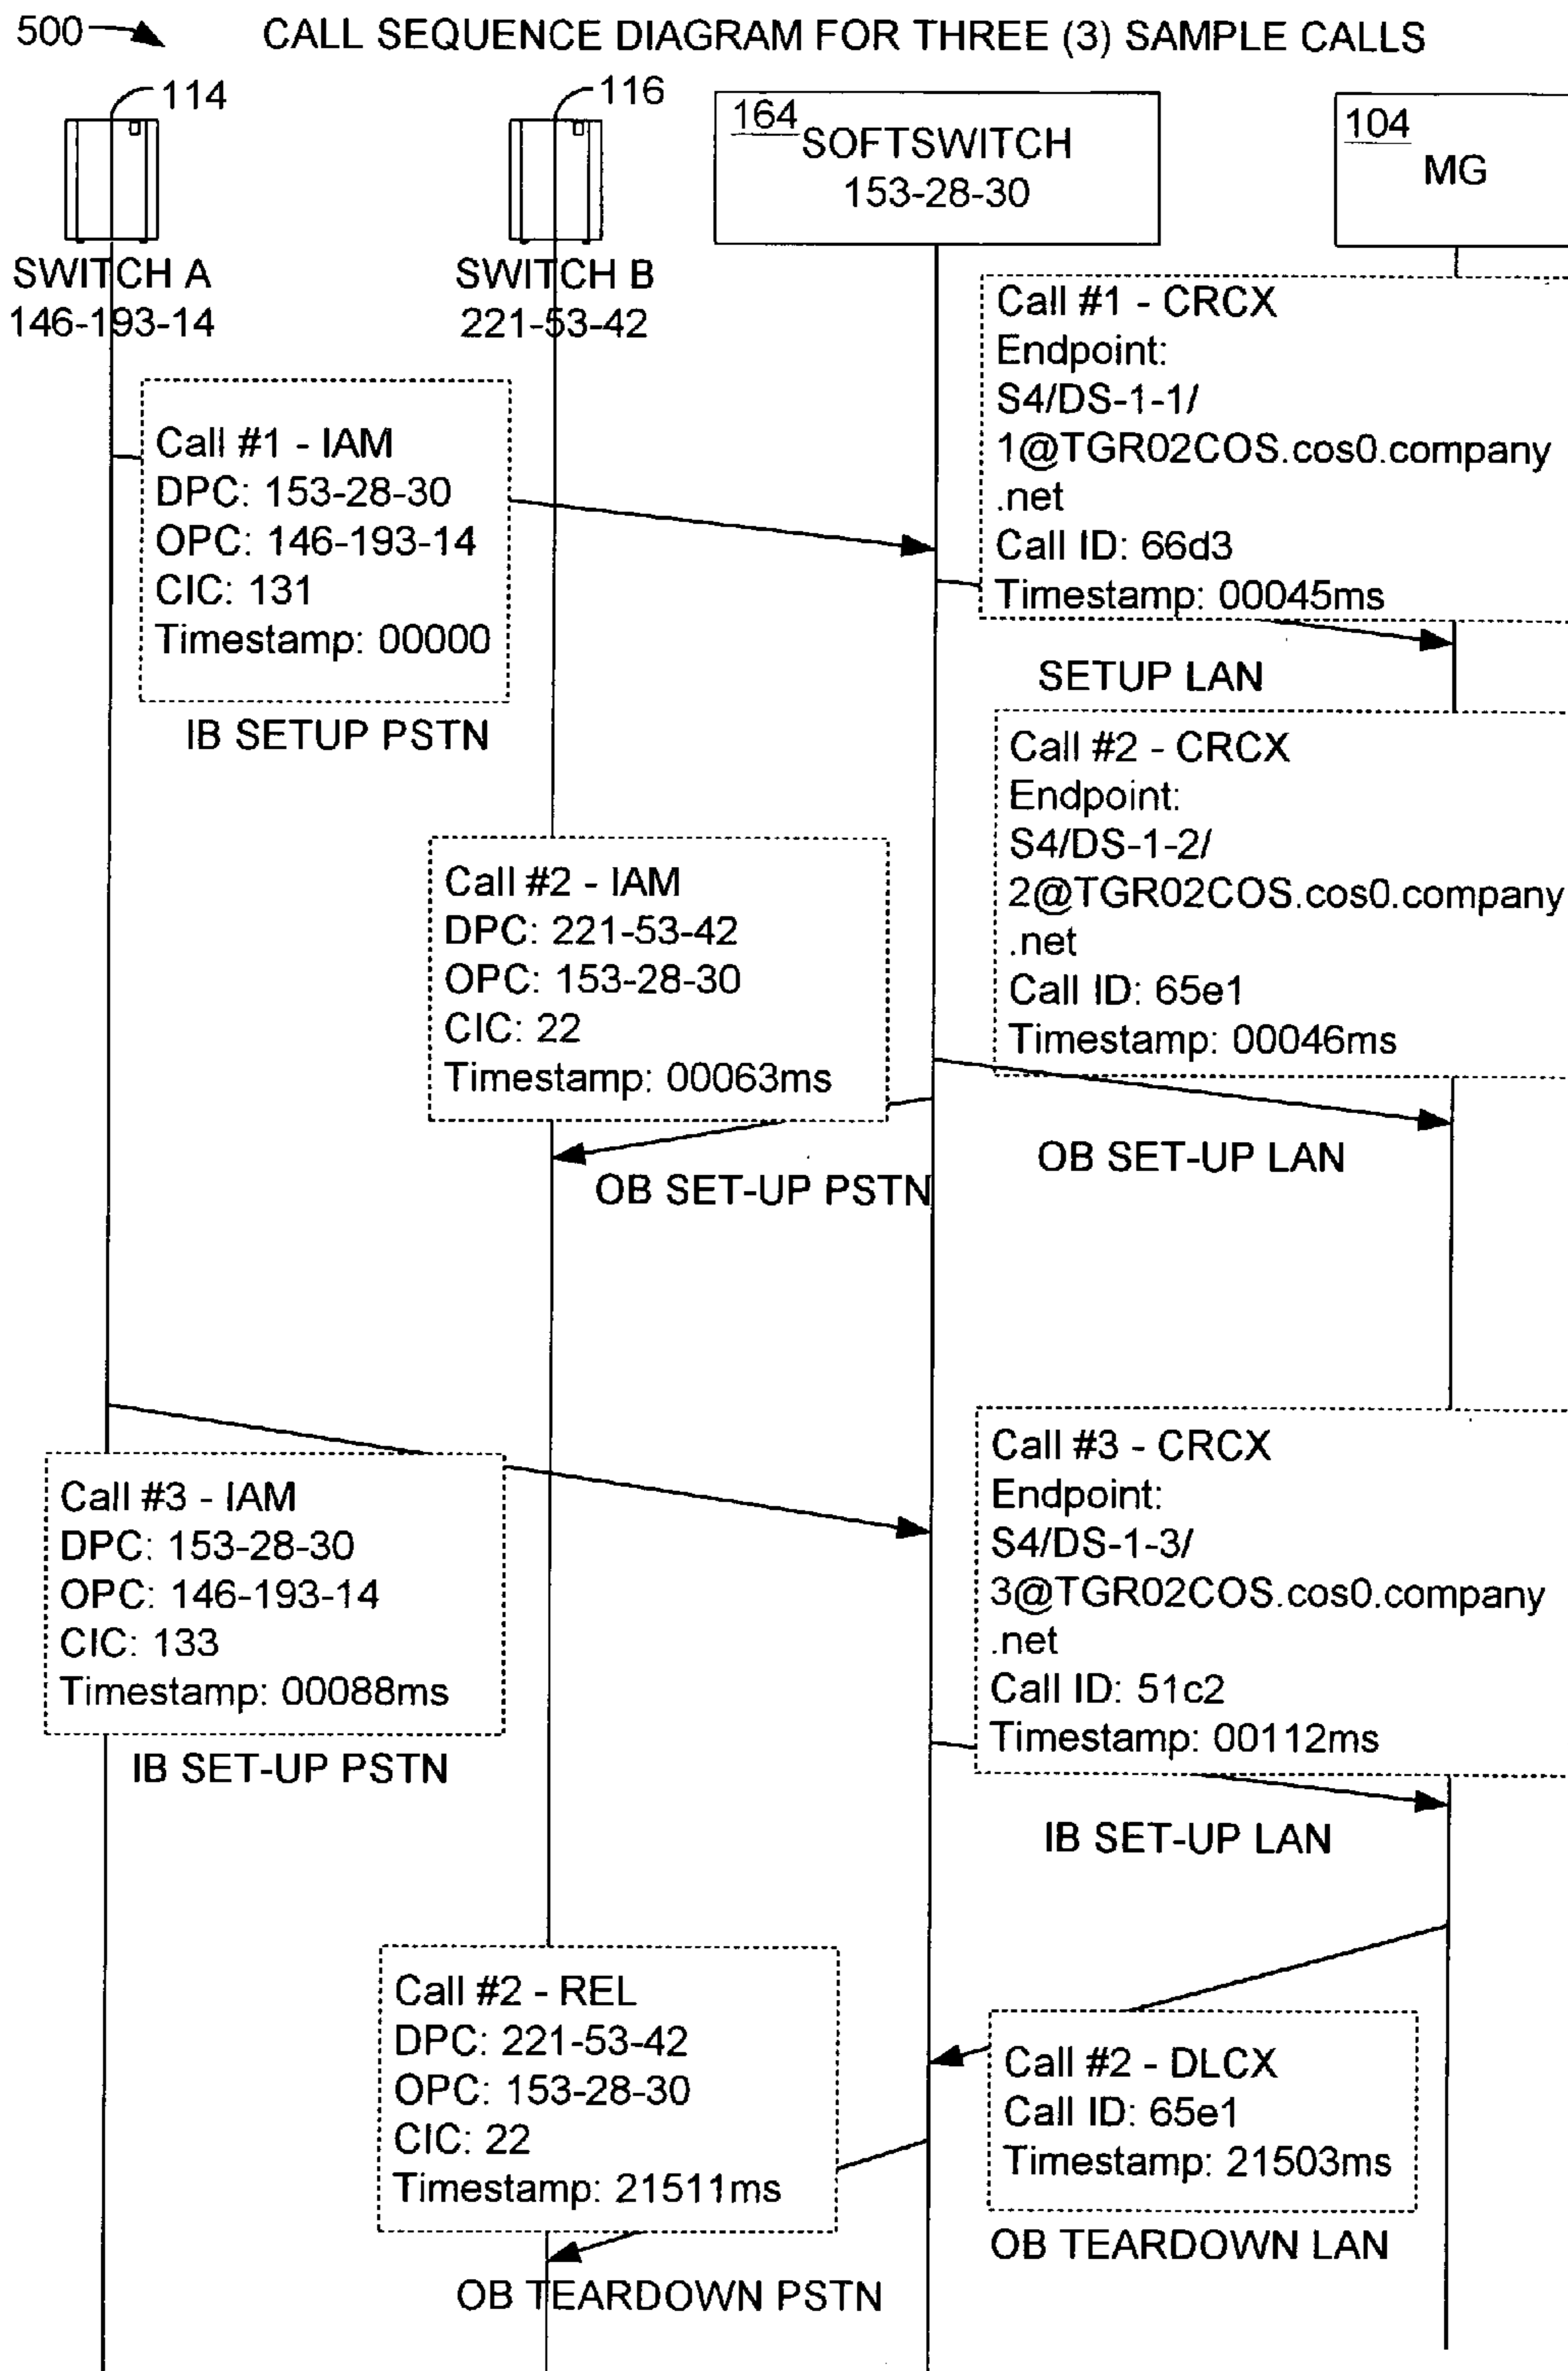 500
CALL SEQUENCE DIAGRAM FOR THREE (3) SAMPLE CALLS
114
116
164
SOFTSWITCH
153-28-30
104
MG
SWITCH A
146-193-14
SWITCH B
221-53-42
Call #1 - CRCX
Endpoint:
S4/DS-1-1/
1@TGR02COS.cos0.company
.net
Call ID: 66d3
Timestamp: 00045ms
Call #1 - IAM
DPC: 153-28-30
OPC: 146-193-14
CIC: 131
Timestamp: 00000
SETUP LAN
IB SETUP PSTN
Call #2 - CRCX
Endpoint:
S4/DS-1-2/
2@TGR02COS.cos0.company
.net
Call ID: 65e1
Timestamp: 00046ms
Call #2 - IAM
DPC: 221-53-42
OPC: 153-28-30
CIC: 22
Timestamp: 00063ms
OB SET-UP LAN
OB SET-UP PSTN
Call #3 - CRCX
Endpoint:
S4/DS-1-3/
3@TGR02COS.cos0.company
.net
Call ID: 51c2
Timestamp: 00112ms
Call #3 - IAM
DPC: 153-28-30
OPC: 146-193-14
CIC: 133
Timestamp: 00088ms
IB SET-UP PSTN
IB SET-UP LAN
Call #2 - REL
DPC: 221-53-42
OPC: 153-28-30
CIC: 22
Timestamp: 21511ms
Call #2 - DLCX
Call ID: 65e1
Timestamp: 21503ms
OB TEARDOWN LAN
OB TEARDOWN PSTN